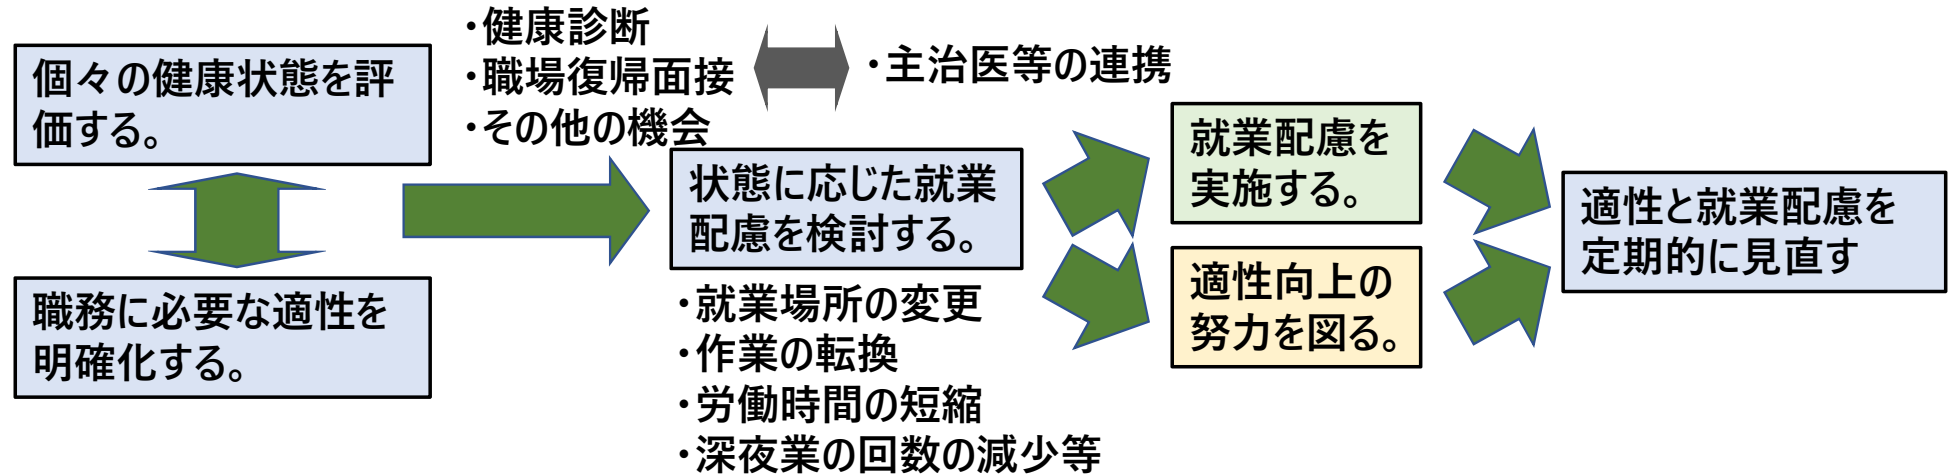 ・健康診断
・職場復帰面接
・その他の機会
・主治医等の連携
個々の健康状態を評
価する。
職務に必要な適性を
明確化する。
状態に応じた就業
配慮を検討する。
・就業場所の変更
・作業の転換
・労働時間の短縮
・深夜業の回数の減少等
就業配慮を
実施する。
適性向上の
努力を図る。
適性と就業配慮を
定期的に見直す